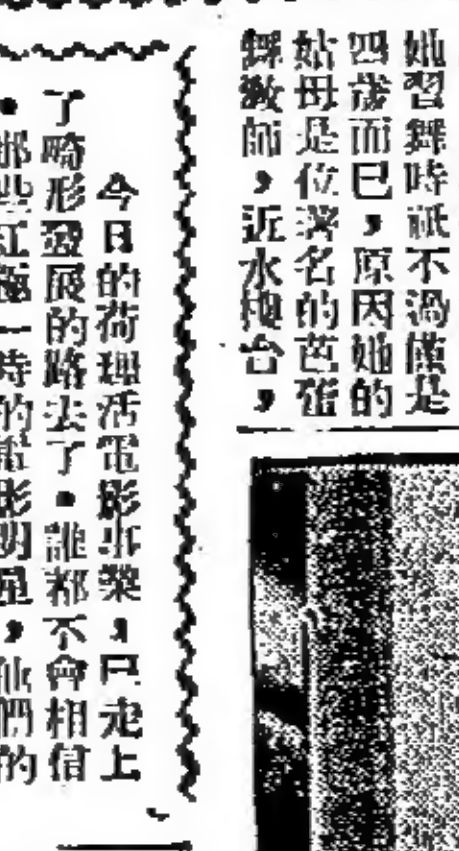 她習舞時祇不過僅是
四歲而已，原因她的
姑母是位著名的芭蕾
舞教師，近水樓台，
今日的荷理活電影事業，已走上
了畸形發展的路去了。誰都不會相信
。那些紅極一時的電影明星，他們的